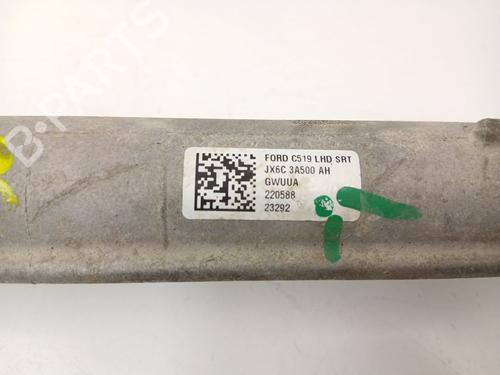 FORD C519 LHD SRT
JX6C 3A500 AH
GWUUA
220588
23292
B-PARTS